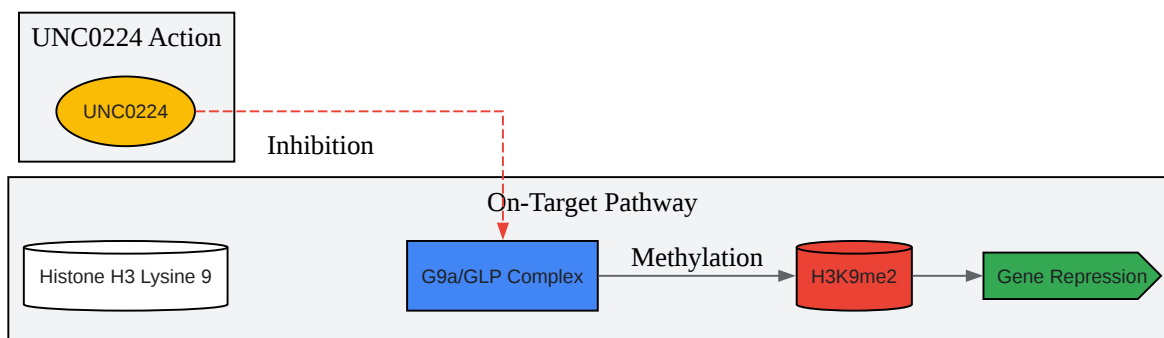 UNC0224 Action
UNC0224
Inhibition
On-Target Pathway
Histone H3 Lysine 9
G9a/GLP Complex
Methylation
H3K9me2
Gene Repression